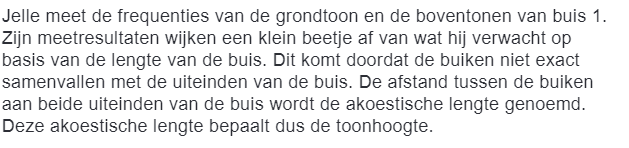 Jelle meet de frequenties van de grondtoon en de boventonen van buis 1.
Zijn meetresultaten wijken een klein beetje af van wat hij verwacht op
basis van de lengte van de buis. Dit komt doordat de buiken niet exact
samenvallen met de uiteinden van de buis. De afstand tussen de buiken
aan beide uiteinden van de buis wordt de akoestische lengte genoemd.
Deze akoestische lengte bepaalt dus de toonhoogte.